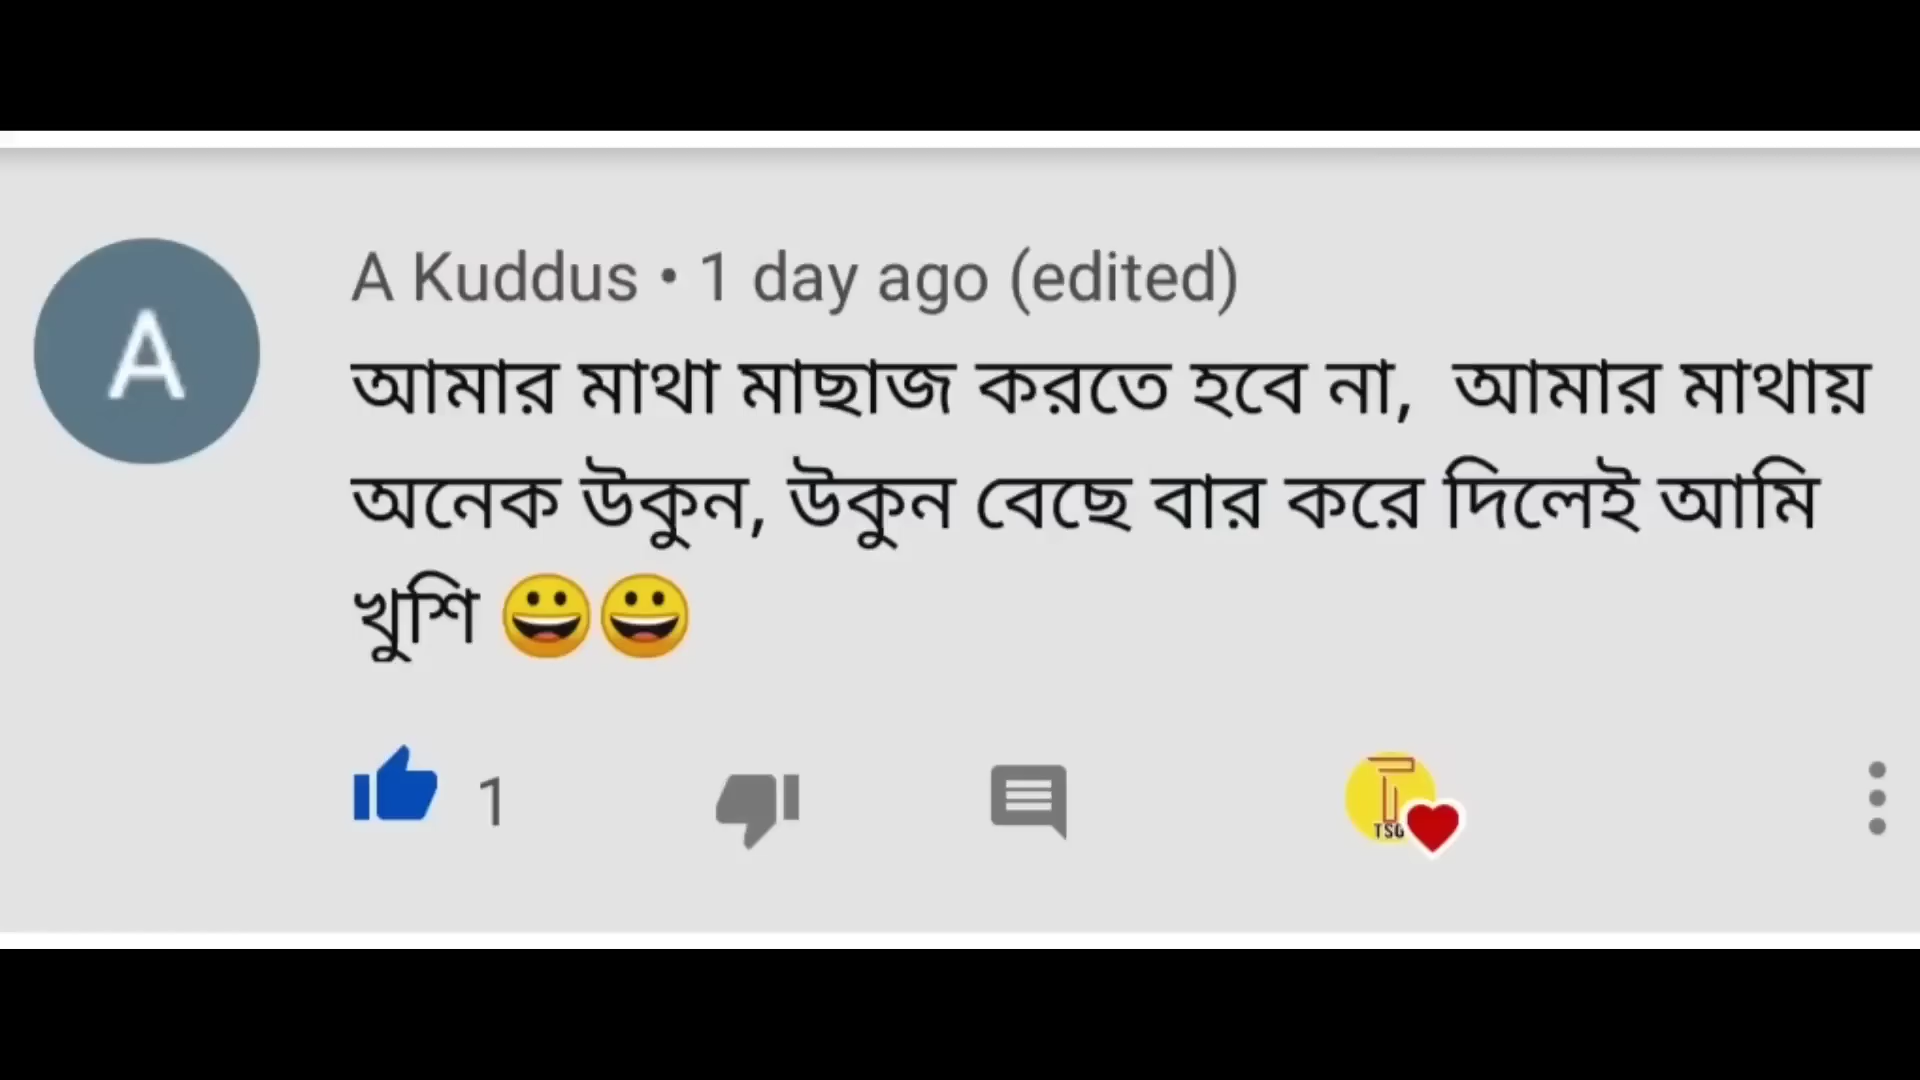 A
A Kuddus • 1 day ago (edited)
আমার মাথা মাছাজ করতে হবে না, আমার মাথায়
অনেক উকুন, উকুন বেছে বার করে দিলেই আমি
খুশি 😀😀
1